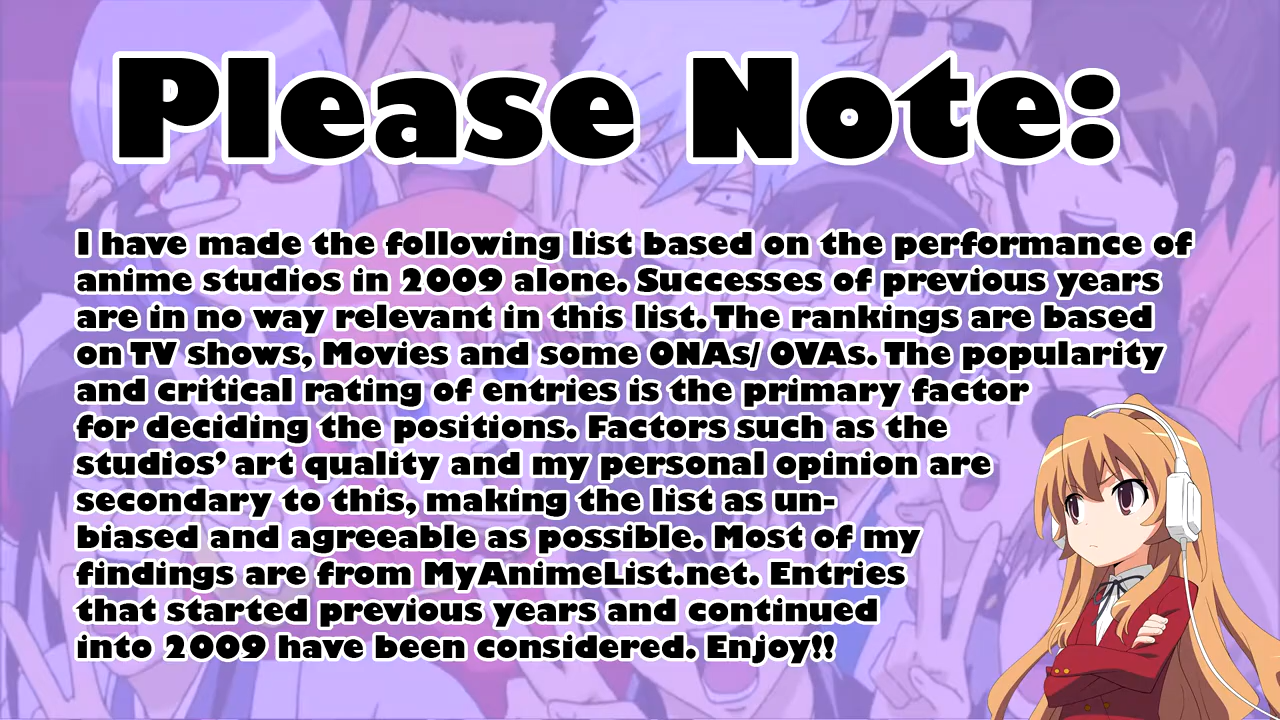 Please Note:
I have made the following list based on the performance of
anime studios in 2009 alone. Successes of previous years
are in no way relevant in this list. The rankings are based
on TV shows, Movies and some ONAs/ OVAs. The popularity
and critical rating of entries is the primary factor
for deciding the positions. Factors such as the
studios’ art quality and my personal opinion are
secondary to this, making the list as un-
biased and agreeable as possible. Most of my
findings are from MyAnimeList.net. Entries
that started previous years and continued
into 2009 have been considered. Enjoy!!